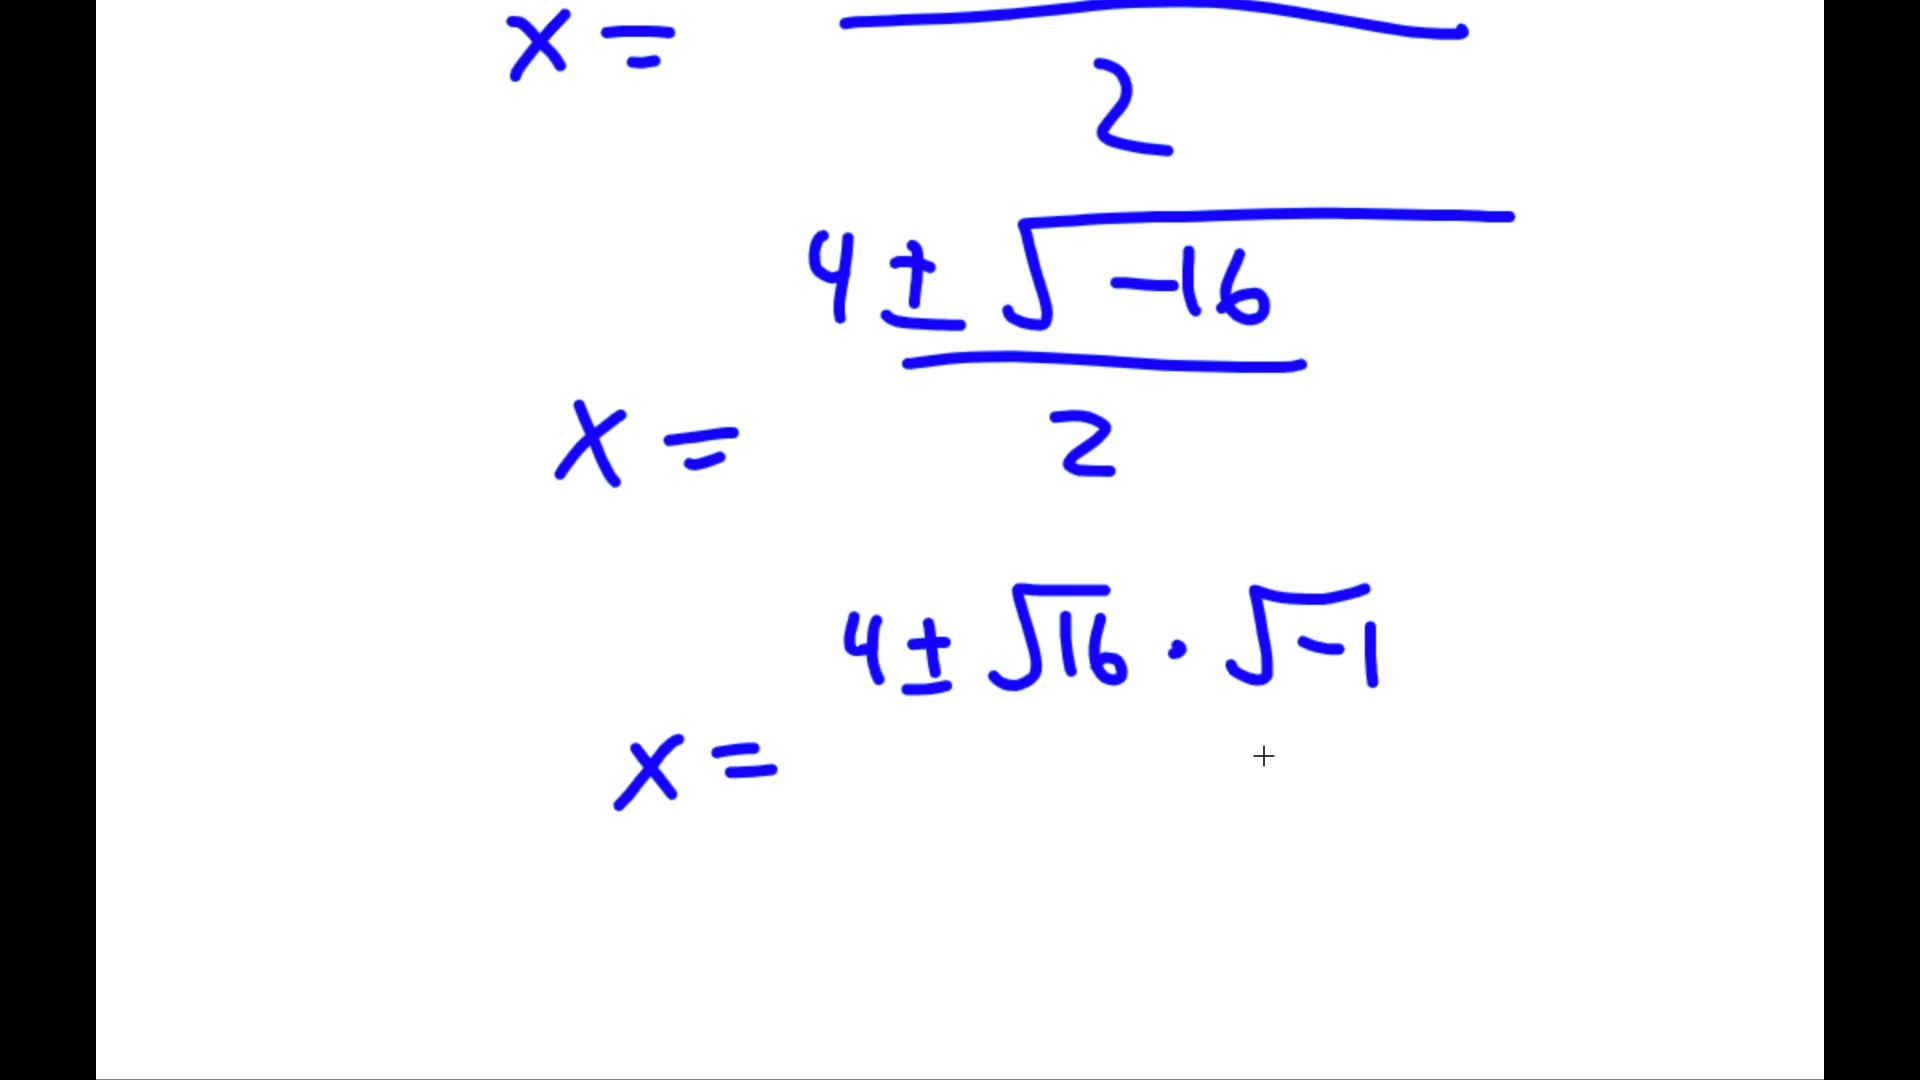 x =
2
4 ± √-16
x =
2
4 ± √16 · √-1
x =